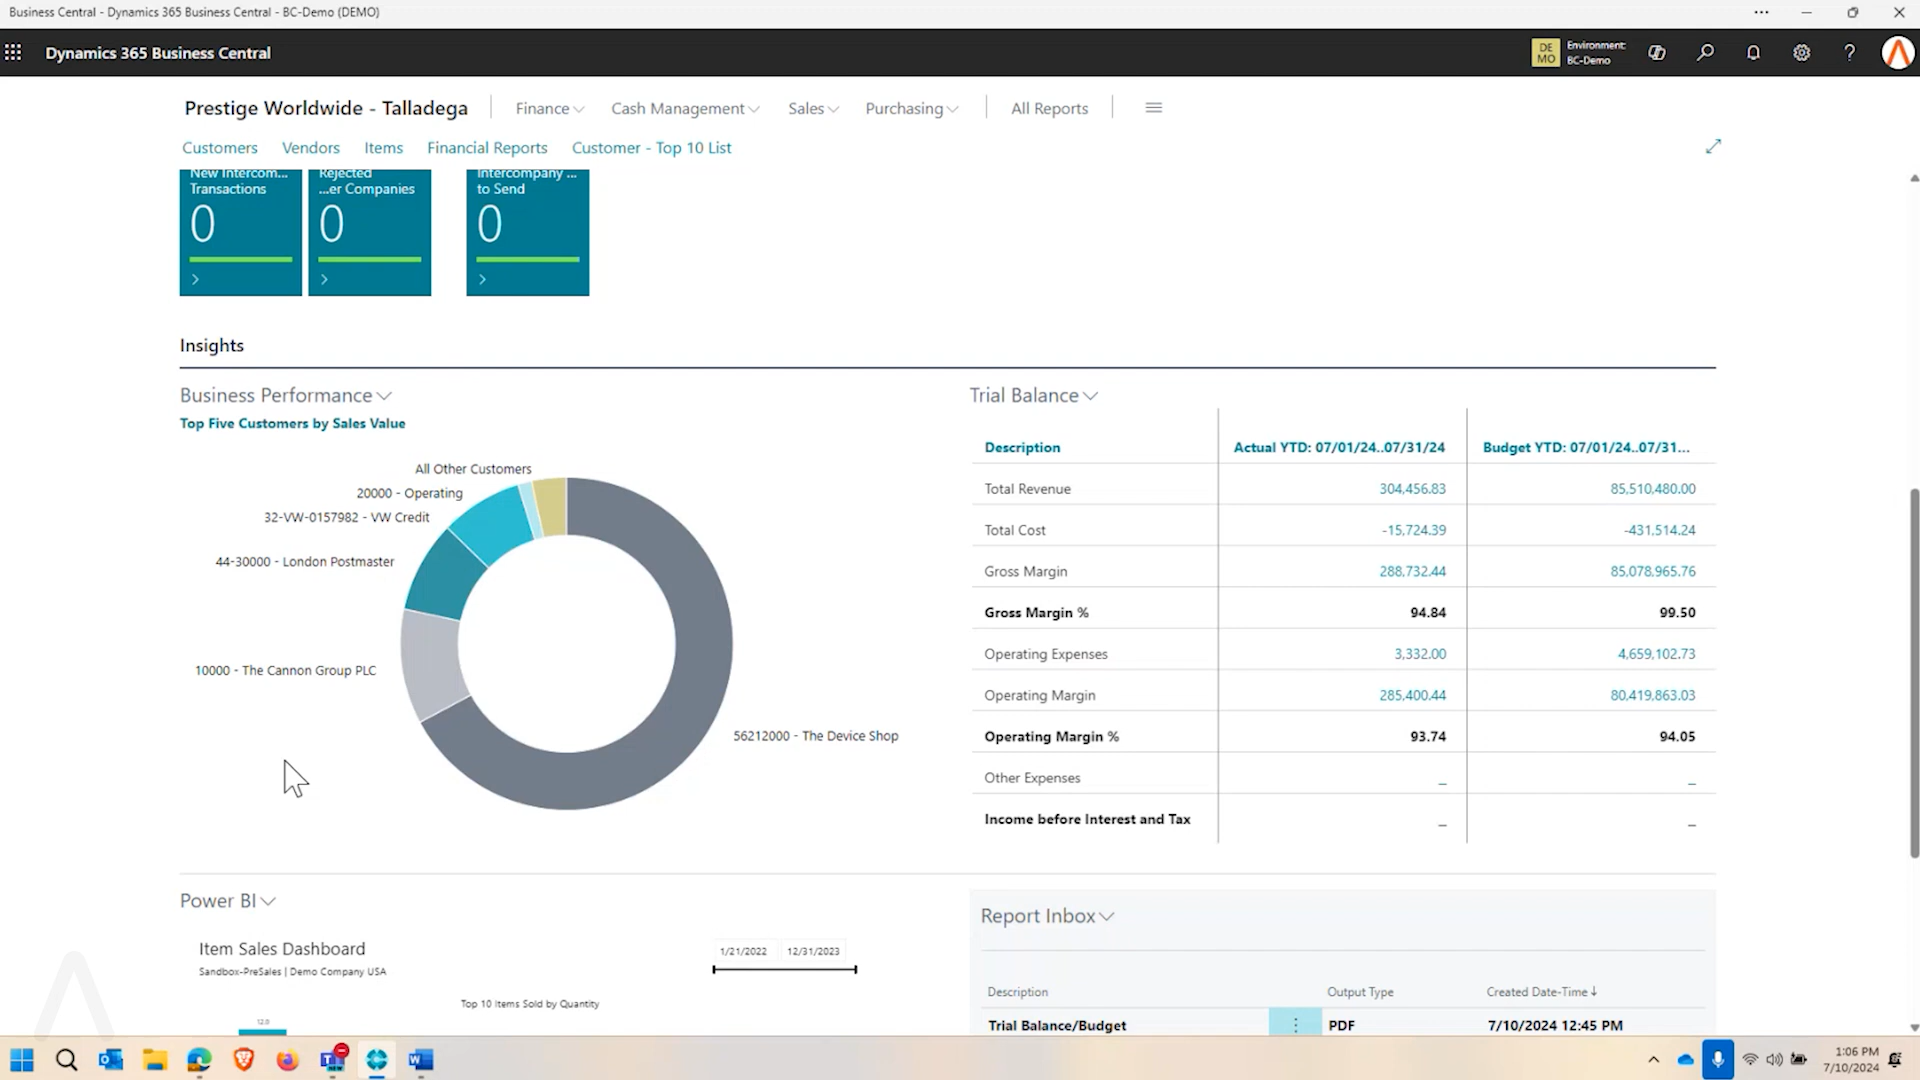 Business Central - Dynamics 365 Business Central - BC-Demo (DEMO)
Dynamics 365 Business Central
DE
MO
Environment:
BC-Demo
Prestige Worldwide - Talladega
Finance
Cash Management
Sales
Purchasing
All Reports
Customers
Vendors
Items
Financial Reports
Customer - Top 10 List
New Intercom...
Transactions
0
Rejected
...er Companies
0
Intercompany ...
to Send
0
Insights
Business Performance
Top Five Customers by Sales Value
All Other Customers
20000 - Operating
32-VW-0157982 - VW Credit
44-30000 - London Postmaster
10000 - The Cannon Group PLC
56212000 - The Device Shop
Trial Balance
Description Actual YTD: 07/01/24..07/31/24 Budget YTD: 07/01/24..07/31...
Total Revenue 304,456.83 85,510,480.00
Total Cost -15,724.39 -431,514.24
Gross Margin 288,732.44 85,078,965.76
Gross Margin % 94.84 99.50
Operating Expenses 3,332.00 4,659,102.73
Operating Margin 285,400.44 80,419,863.03
Operating Margin % 93.74 94.05
Other Expenses _ _
Income before Interest and Tax _ _
Power BI
Item Sales Dashboard
Sandbox-PreSales | Demo Company USA
1/21/2022 12/31/2023
Top 10 Items Sold by Quantity
12.0
Report Inbox
Description Output Type Created Date-Time ↓
Trial Balance/Budget PDF 7/10/2024 12:45 PM
NEW
1:06 PM
7/10/2024